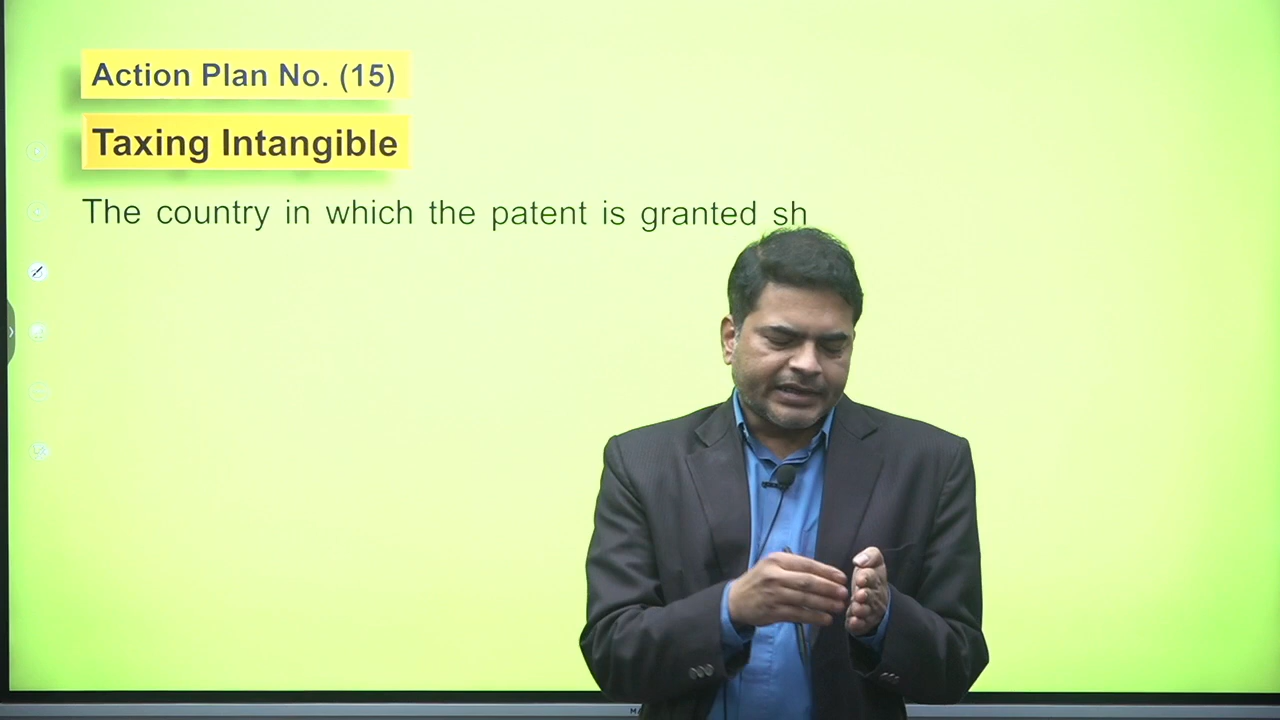 Action Plan No. (15)
Taxing Intangible
The country in which the patent is granted sh